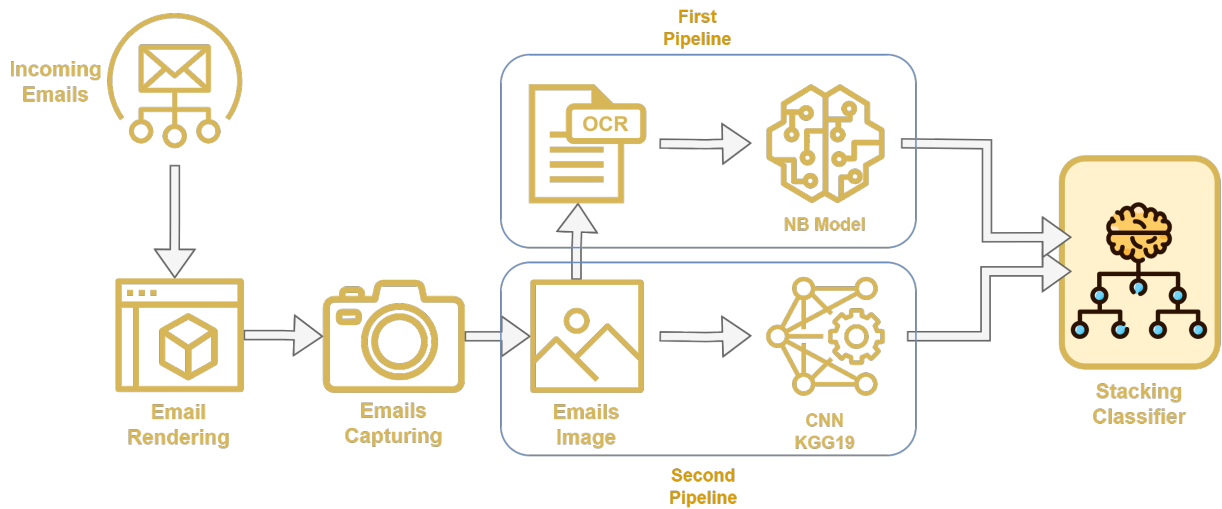 First
Pipeline
Incoming
Emails
OCR
NB Model
Email
Rendering
Emails
Capturing
Emails
Image
CNN
KGG19
Stacking
Classifier
Second
Pipeline